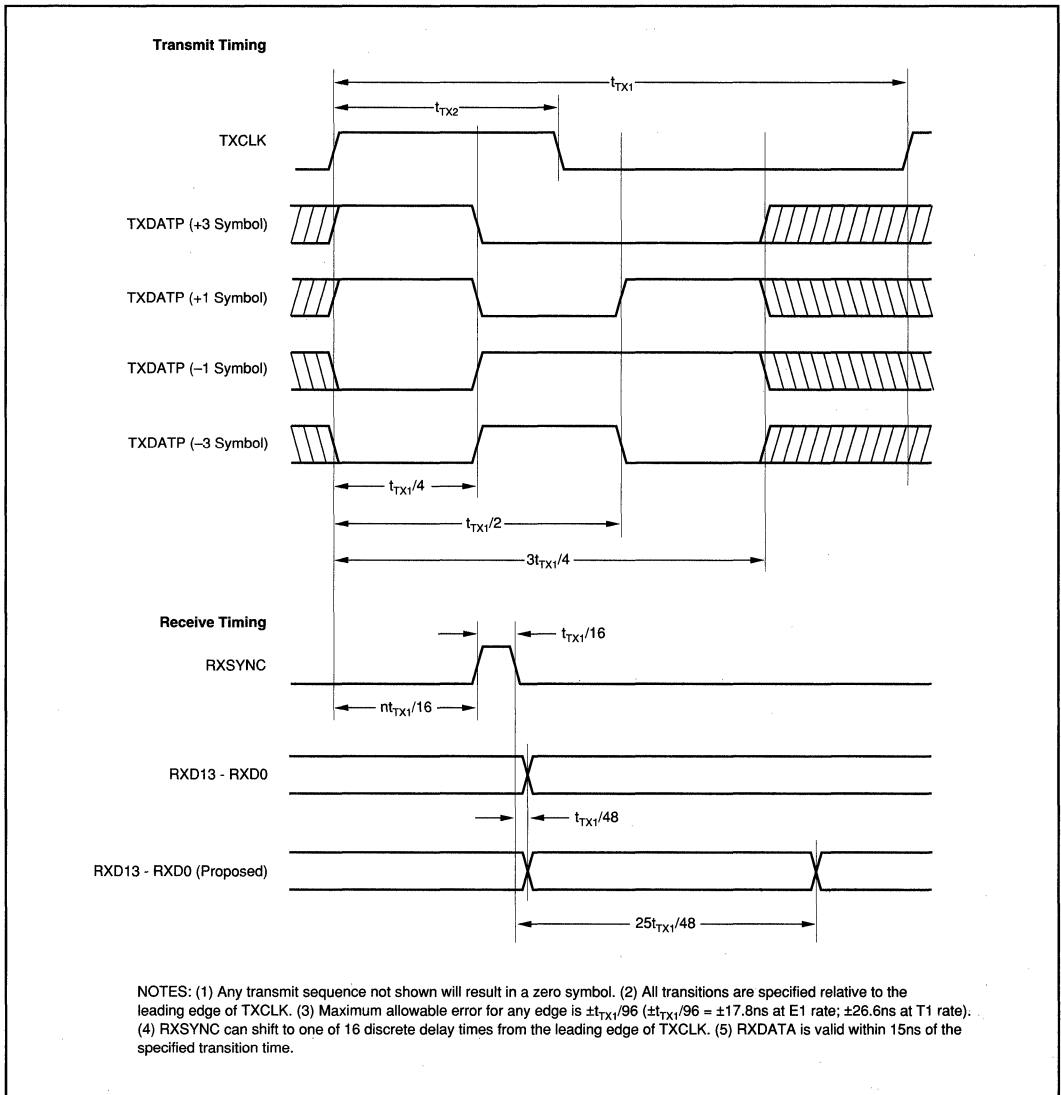 Transmit Timing
tTX1
tTX2
TXCLK
TXDATP (+3 Symbol)
TXDATP (+1 Symbol)
TXDATP (–1 Symbol)
TXDATP (–3 Symbol)
tTX1/4
tTX1/2
3tTX1/4
Receive Timing
tTX1/16
RXSYNC
ntTX1/16
RXD13 - RXD0
tTX1/48
RXD13 - RXD0 (Proposed)
25tTX1/48
NOTES: (1) Any transmit sequence not shown will result in a zero symbol. (2) All transitions are specified relative to the
leading edge of TXCLK. (3) Maximum allowable error for any edge is ±tTX1/96 (±tTX1/96 = ±17.8ns at E1 rate; ±26.6ns at T1 rate).
(4) RXSYNC can shift to one of 16 discrete delay times from the leading edge of TXCLK. (5) RXDATA is valid within 15ns of the
specified transition time.